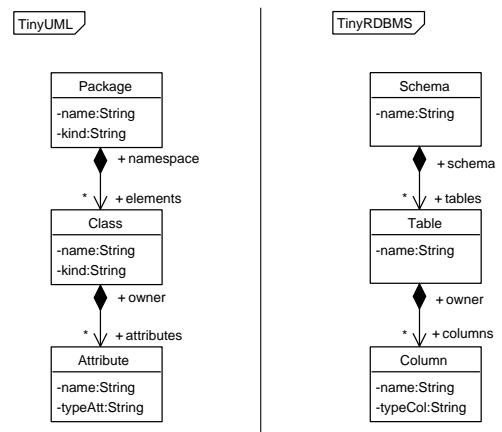 TinyUML
Package
-name:String
-kind:String
+ namespace
* + elements
Class
-name:String
-kind:String
+ owner
* + attributes
Attribute
-name:String
-typeAtt:String
TinyRDBMS
Schema
-name:String
+ schema
* + tables
Table
-name:String
+ owner
* + columns
Column
-name:String
-typeCol:String